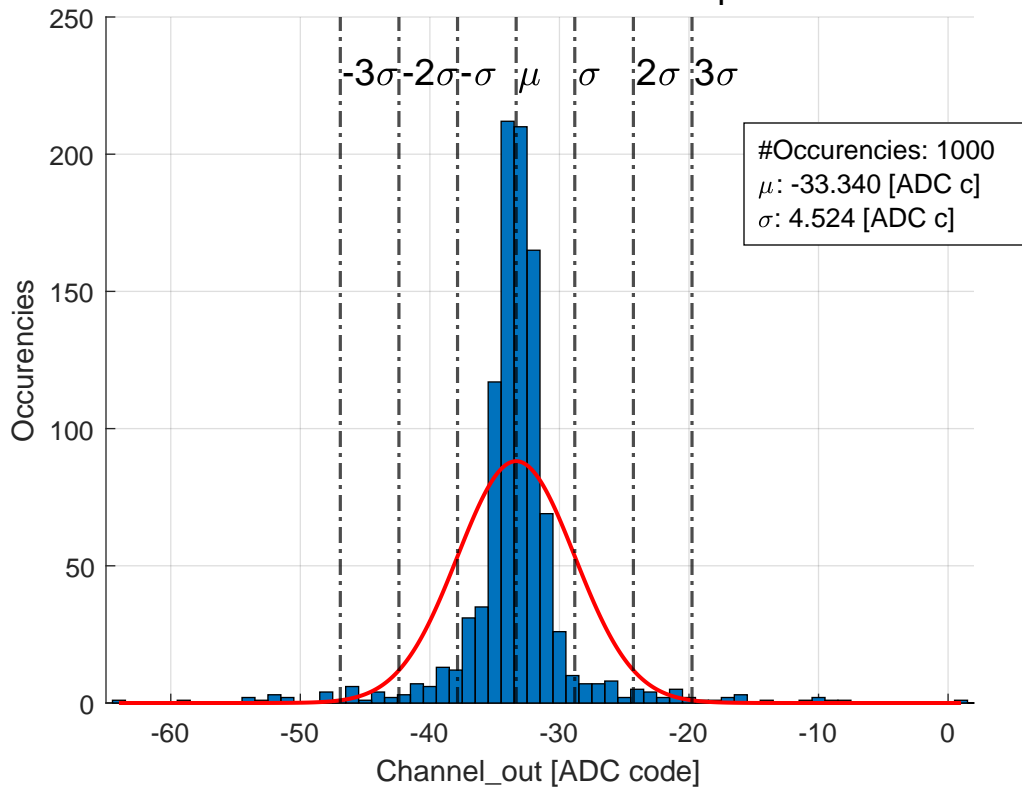 250
200
150
100
50
0
-3σ -2σ -σ μ σ 2σ 3σ
#Occurencies: 1000
μ: -33.340 [ADC c]
σ: 4.524 [ADC c]
Occurencies
-60 -50 -40 -30 -20 -10 0
Channel_out [ADC code]